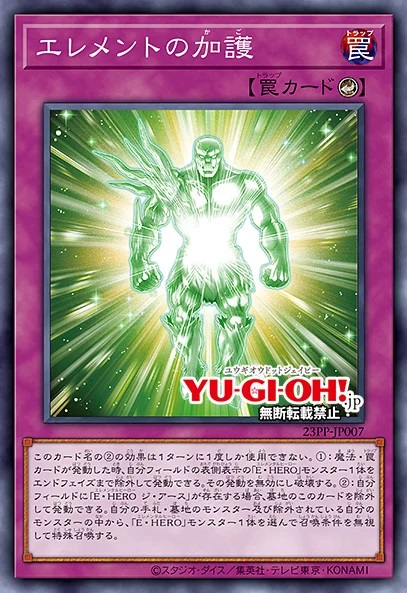 エレメントの加護
かご
トラップ
罠
トラップ
【罠カード】
ユウギオウドットジェイピー
YU-GI-OH!.jp
無断転載禁止
23PP-JP007
このカード名の②の効果は1ターンに1度しか使用できない。①：魔法・罠
カードが発動した時、自分フィールドの表側表示の「E・HERO」モンスター1体を
エンドフェイズまで除外して発動できる。その発動を無効にし破壊する。②：自分
フィールドに「E・HERO ジ・アース」が存在する場合、墓地のこのカードを除外
して発動できる。自分の手札・墓地のモンスター及び除外されている自分の
モンスターの中から、「E・HERO」モンスター1体を選んで召喚条件を無視
して特殊召喚する。
©スタジオ・ダイス／集英社・テレビ東京・KONAMI